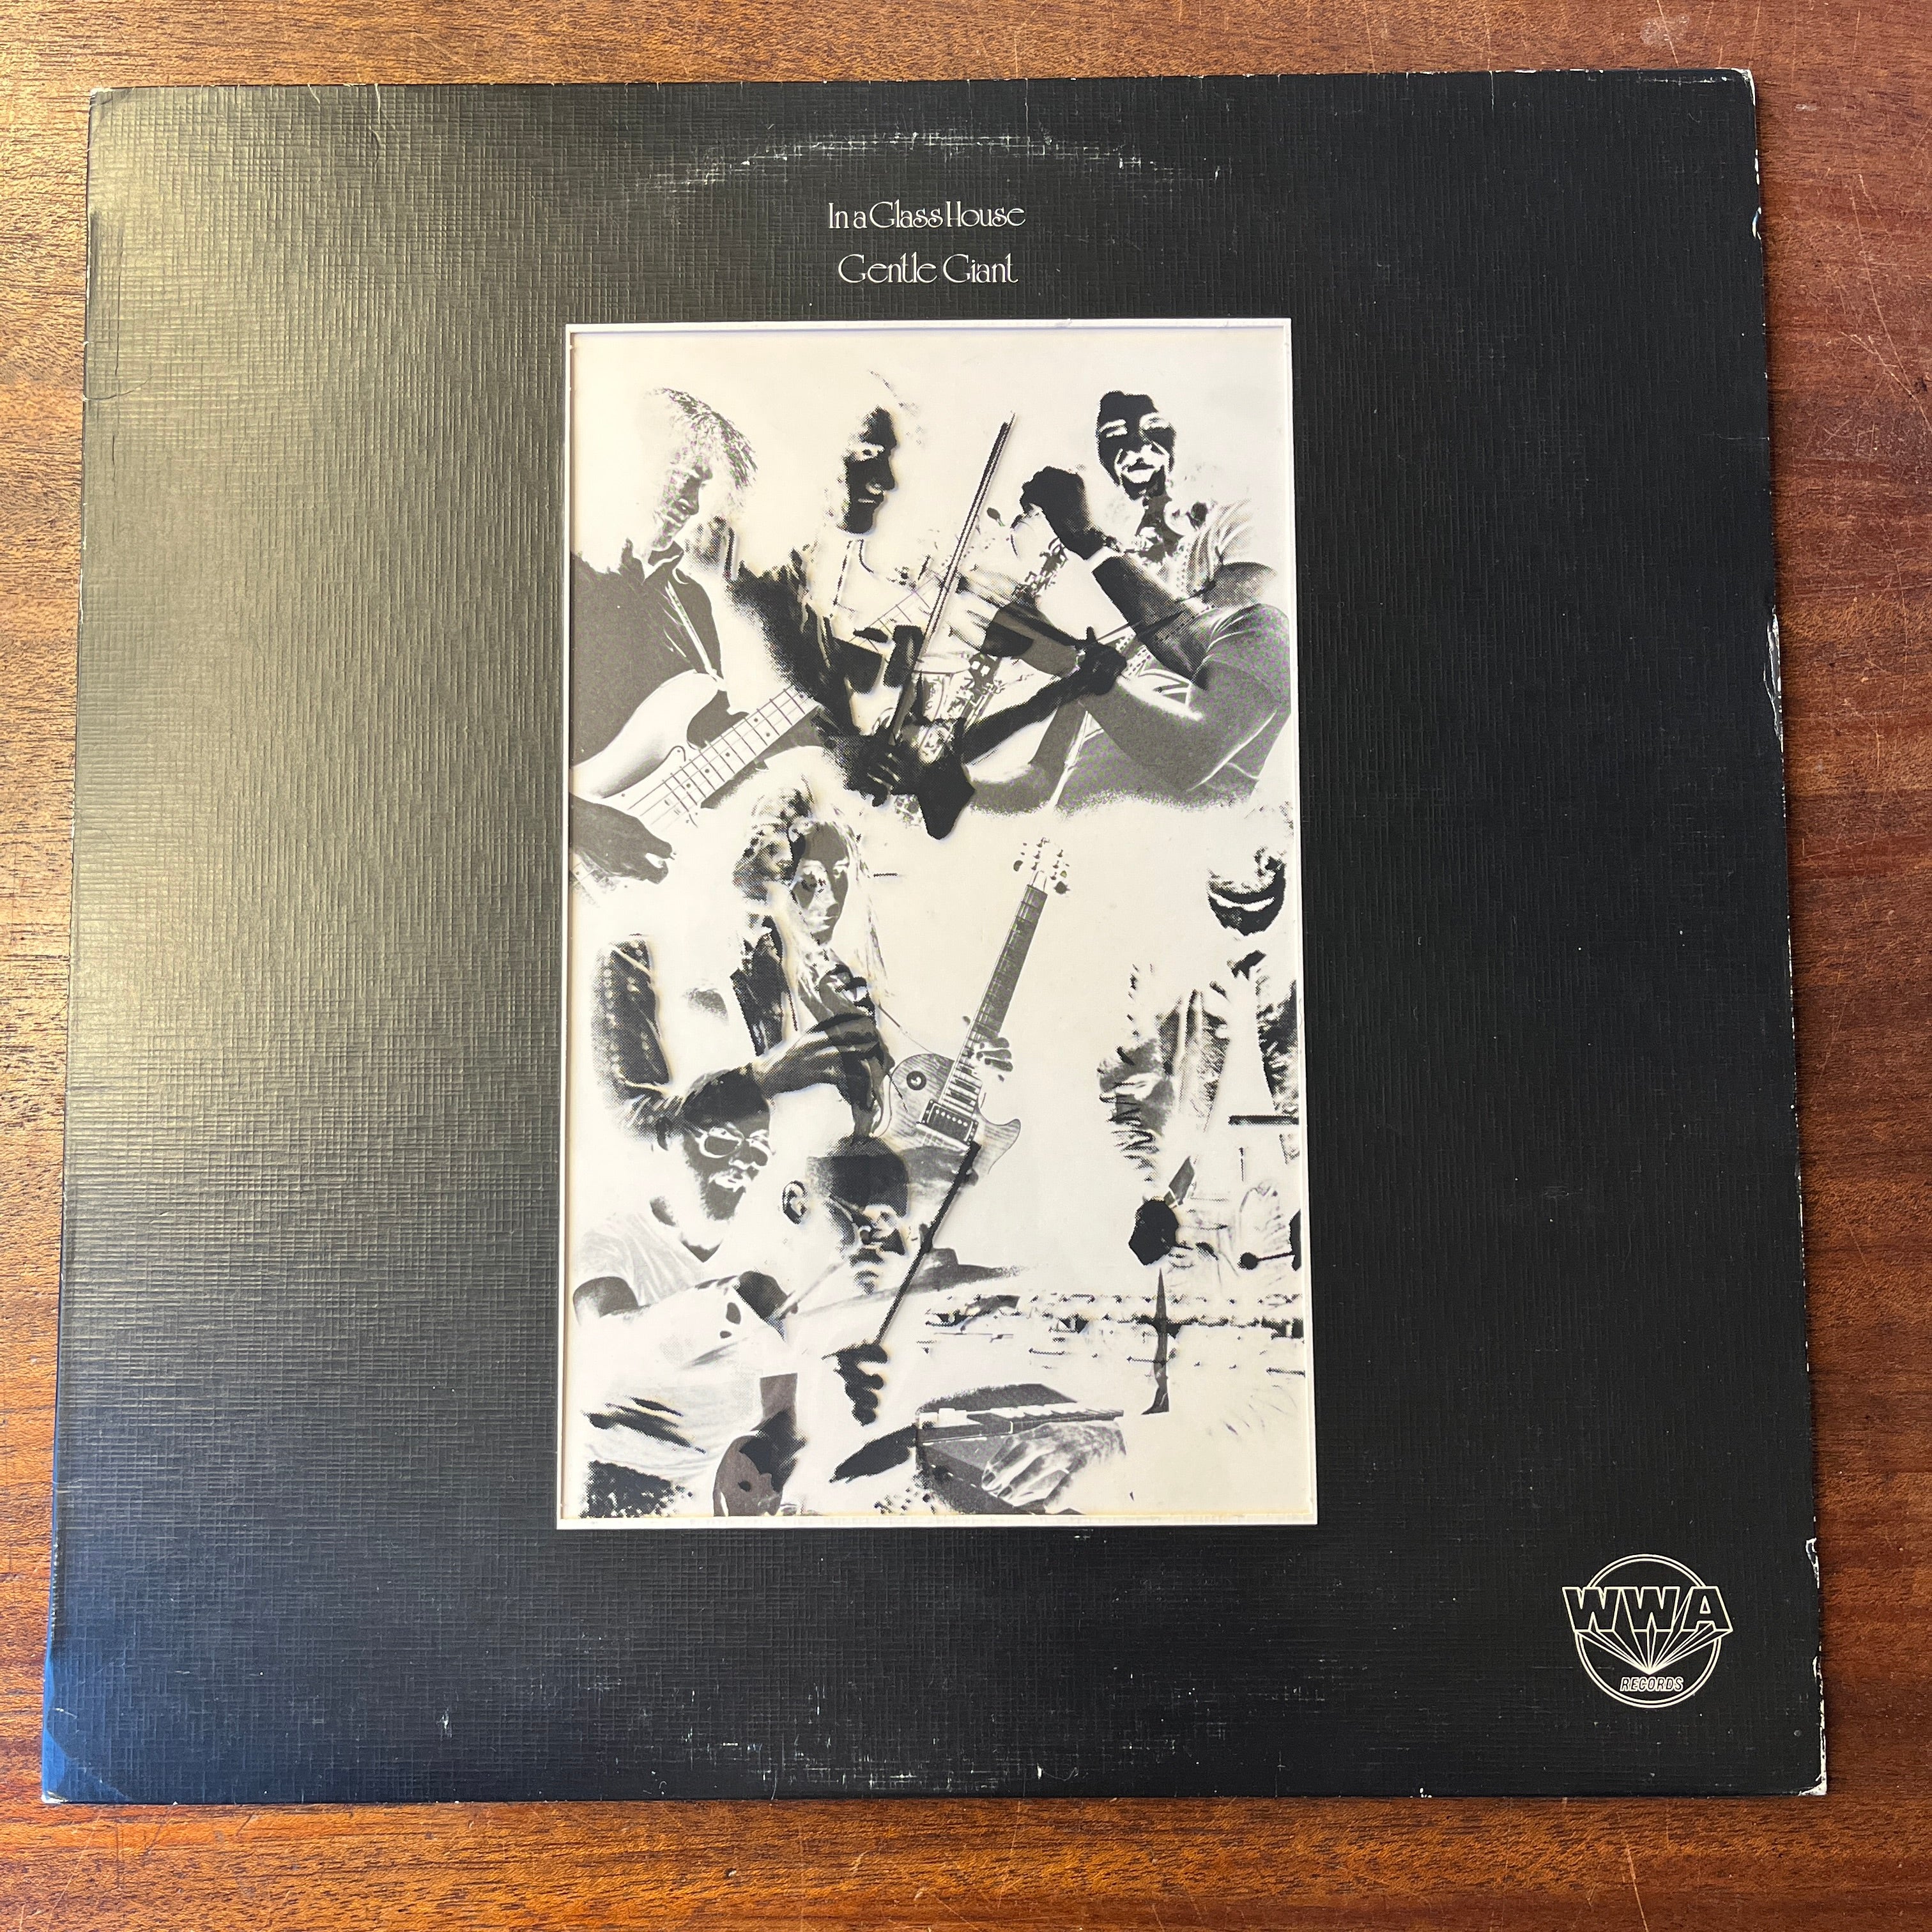 In a Glass House
Gentle Giant
WWA
RECORDS